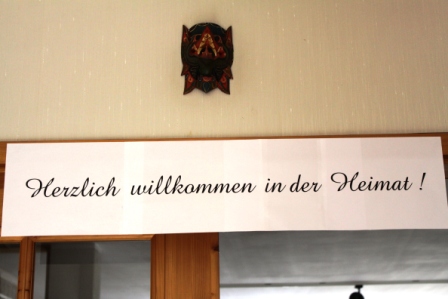 Herzlich willkommen in der Heimat !